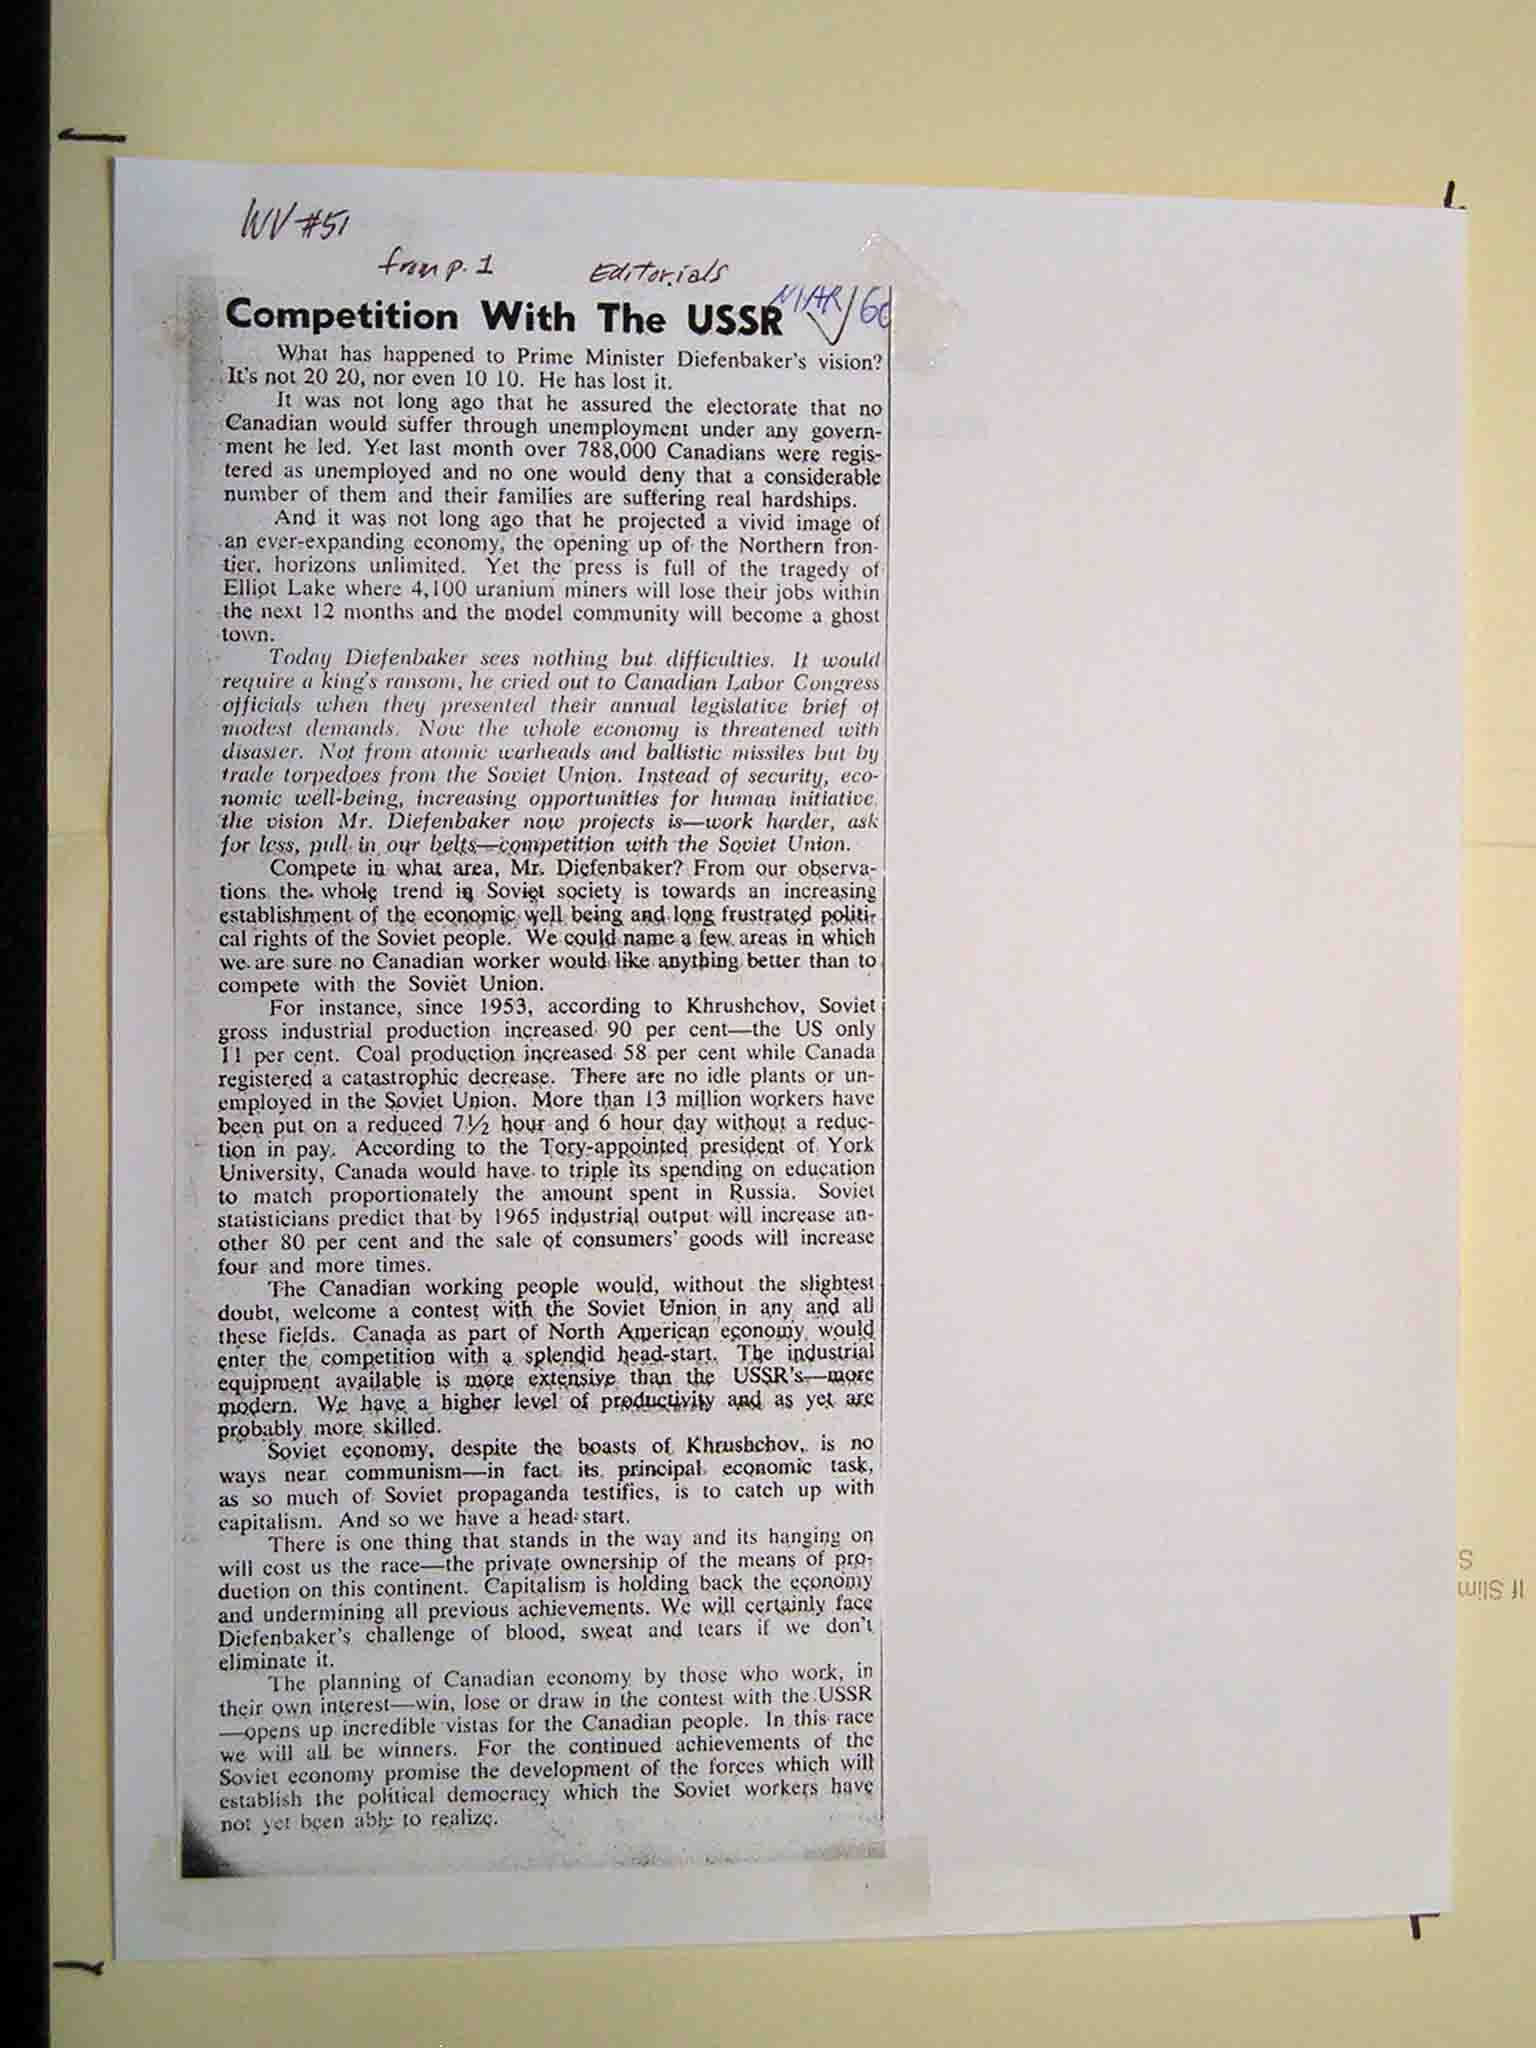 WV #51
from p. 1 Editorials
MAR/60
Competition With The USSR
What has happened to Prime Minister Diefenbaker's vision?
It's not 20 20, nor even 10 10. He has lost it.
It was not long ago that he assured the electorate that no
Canadian would suffer through unemployment under any govern-
ment he led. Yet last month over 788,000 Canadians were regis-
tered as unemployed and no one would deny that a considerable
number of them and their families are suffering real hardships.
And it was not long ago that he projected a vivid image of
an ever-expanding economy, the opening up of the Northern fron-
tier, horizons unlimited. Yet the press is full of the tragedy of
Elliot Lake where 4,100 uranium miners will lose their jobs within
the next 12 months and the model community will become a ghost
town.
Today Diefenbaker sees nothing but difficulties. It would
require a king's ransom, he cried out to Canadian Labor Congress
officials when they presented their annual legislative brief of
modest demands. Now the whole economy is threatened with
disaster. Not from atomic warheads and ballistic missiles but by
trade torpedoes from the Soviet Union. Instead of security, eco-
nomic well-being, increasing opportunities for human initiative,
the vision Mr. Diefenbaker now projects is—work harder, ask
for less, pull in our belts—competition with the Soviet Union.
Compete in what area, Mr. Diefenbaker? From our observa-
tions the whole trend in Soviet society is towards an increasing
establishment of the economic well being and long frustrated politi-
cal rights of the Soviet people. We could name a few areas in which
we are sure no Canadian worker would like anything better than to
compete with the Soviet Union.
For instance, since 1953, according to Khrushchov, Soviet
gross industrial production increased 90 per cent—the US only
11 per cent. Coal production increased 58 per cent while Canada
registered a catastrophic decrease. There are no idle plants or un-
employed in the Soviet Union. More than 13 million workers have
been put on a reduced 7½ hour and 6 hour day without a reduc-
tion in pay. According to the Tory-appointed president of York
University, Canada would have to triple its spending on education
to match proportionately the amount spent in Russia. Soviet
statisticians predict that by 1965 industrial output will increase an-
other 80 per cent and the sale of consumers' goods will increase
four and more times.
The Canadian working people would, without the slightest
doubt, welcome a contest with the Soviet Union in any and all
these fields. Canada as part of North American economy would
enter the competition with a splendid head-start. The industrial
equipment available is more extensive than the USSR's—more
modern. We have a higher level of productivity and as yet are
probably more skilled.
Soviet economy, despite the boasts of Khrushchov, is no
ways near communism—in fact its principal economic task,
as so much of Soviet propaganda testifies, is to catch up with
capitalism. And so we have a head-start.
There is one thing that stands in the way and its hanging on
will cost us the race—the private ownership of the means of pro-
duction on this continent. Capitalism is holding back the economy
and undermining all previous achievements. We will certainly face
Diefenbaker's challenge of blood, sweat and tears if we don't
eliminate it.
The planning of Canadian economy by those who work, in
their own interest—win, lose or draw in the contest with the USSR
—opens up incredible vistas for the Canadian people. In this race
we will all be winners. For the continued achievements of the
Soviet economy promise the development of the forces which will
establish the political democracy which the Soviet workers have
not yet been able to realize.
If Slim
S